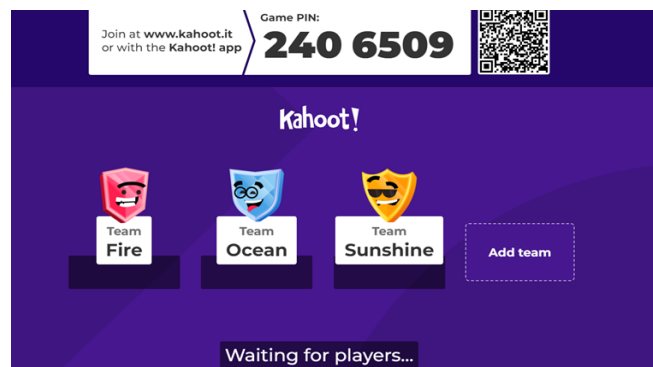 Join at www.kahoot.it
or with the Kahoot! app
Game PIN:
240 6509
Kahoot!
Team
Fire
Team
Ocean
Team
Sunshine
Add team
Waiting for players...